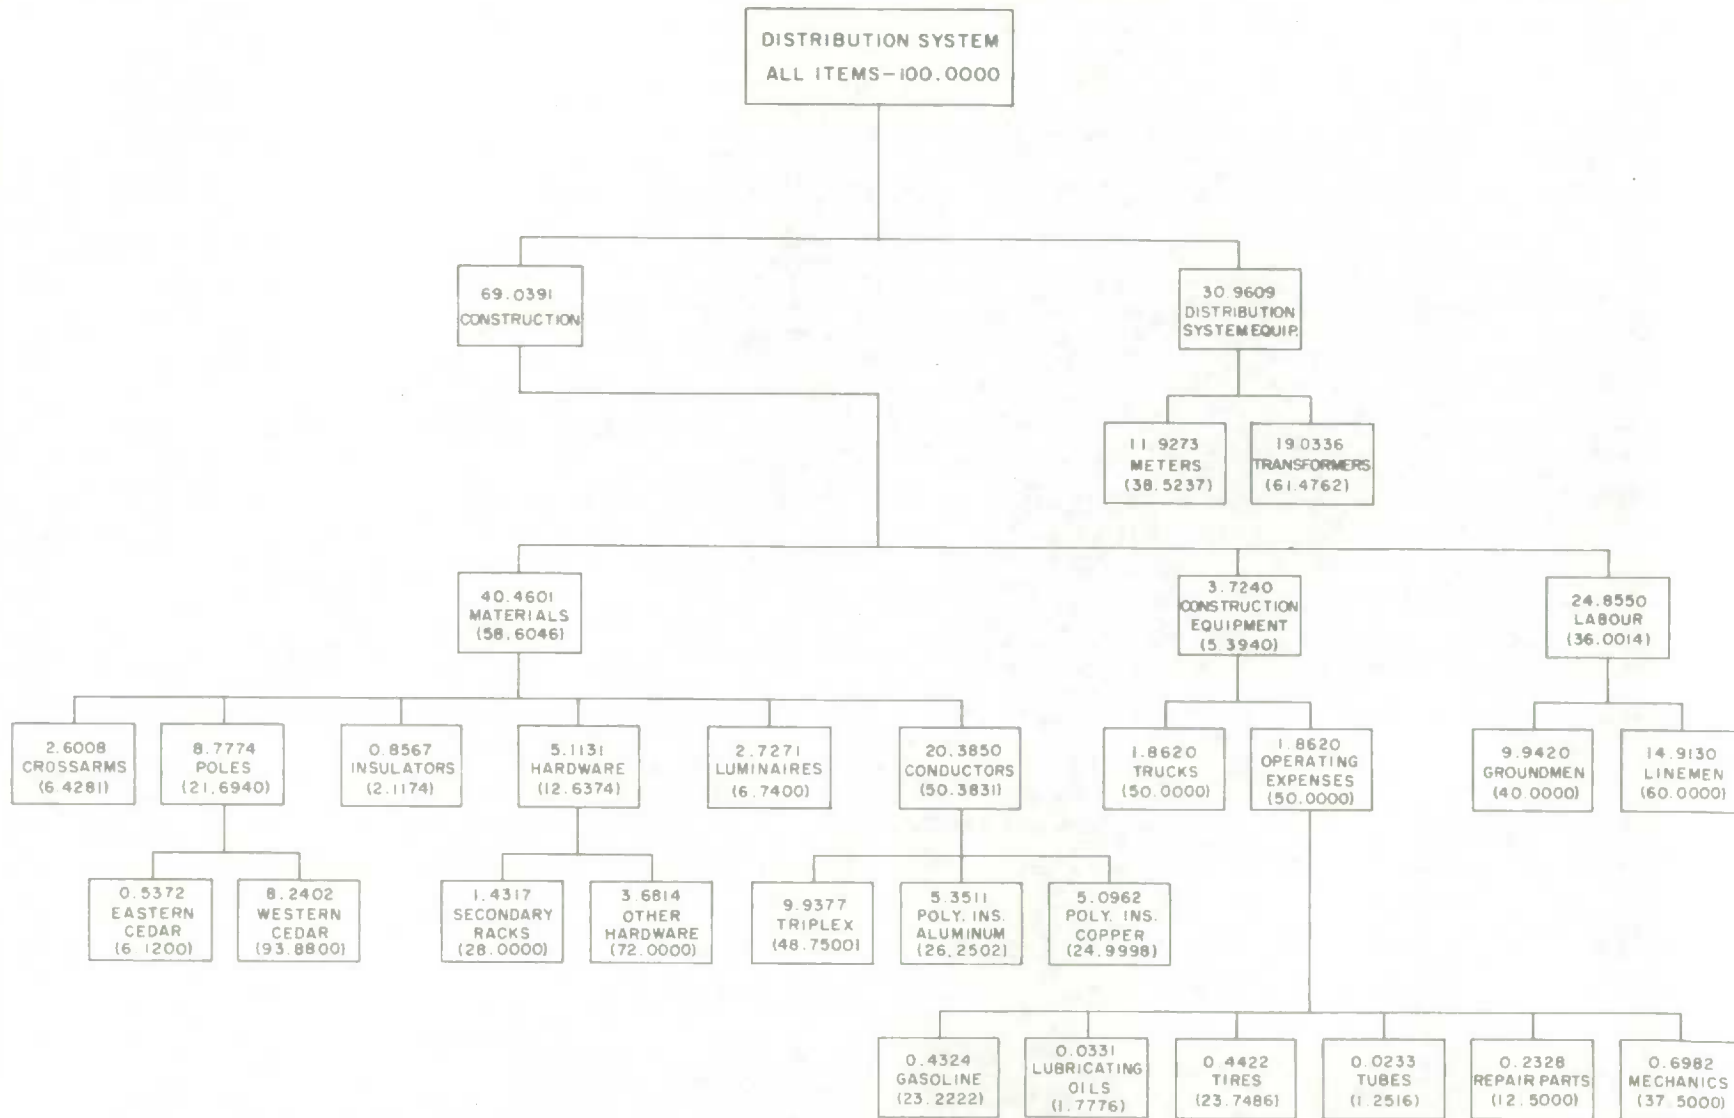 DISTRIBUTION SYSTEM
ALL ITEMS-100.0000
69.0391
CONSTRUCTION
30.9609
DISTRIBUTION
SYSTEM EQUIP.
11.9273
METERS
(38.5237)
19.0336
TRANSFORMERS
(61.4762)
40.4601
MATERIALS
(58.6046)
3.7240
CONSTRUCTION
EQUIPMENT
(5.3940)
24.8550
LABOUR
(36.0014)
2.6008
CROSSARMS
(6.4281)
8.7774
POLES
(21.6940)
0.8567
INSULATORS
(2.1174)
5.1131
HARDWARE
(12.6374)
2.7271
LUMINAIRES
(6.7400)
20.3850
CONDUCTORS
(50.3831)
1.8620
TRUCKS
(50.0000)
1.8620
OPERATING
EXPENSES
(50.0000)
9.9420
GROUNDMEN
(40.0000)
14.9130
LINEMEN
(60.0000)
0.5372
EASTERN
CEDAR
(6.1200)
8.2402
WESTERN
CEDAR
(93.8800)
1.4317
SECONDARY
RACKS
(28.0000)
3.6814
OTHER
HARDWARE
(72.0000)
9.9377
TRIPLEX
(48.7500)
5.3511
POLY. INS.
ALUMINUM
(26.2502)
5.0962
POLY. INS.
COPPER
(24.9998)
0.4324
GASOLINE
(23.2222)
0.0331
LUBRICATING
OILS
(1.7776)
0.4422
TIRES
(23.7486)
0.0233
TUBES
(1.2516)
0.2328
REPAIR PARTS
(12.5000)
0.6982
MECHANICS
(37.5000)